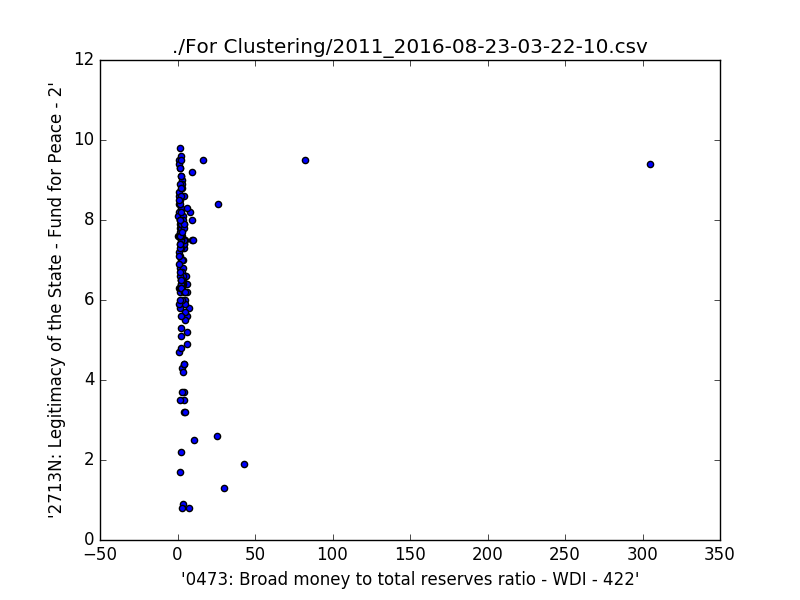 ./For Clustering/2011_2016-08-23-03-22-10.csv
12
10
8
6
4
2
0
'2713N: Legitimacy of the State - Fund for Peace - 2'
−50 0 50 100 150 200 250 300 350
'0473: Broad money to total reserves ratio - WDI - 422'